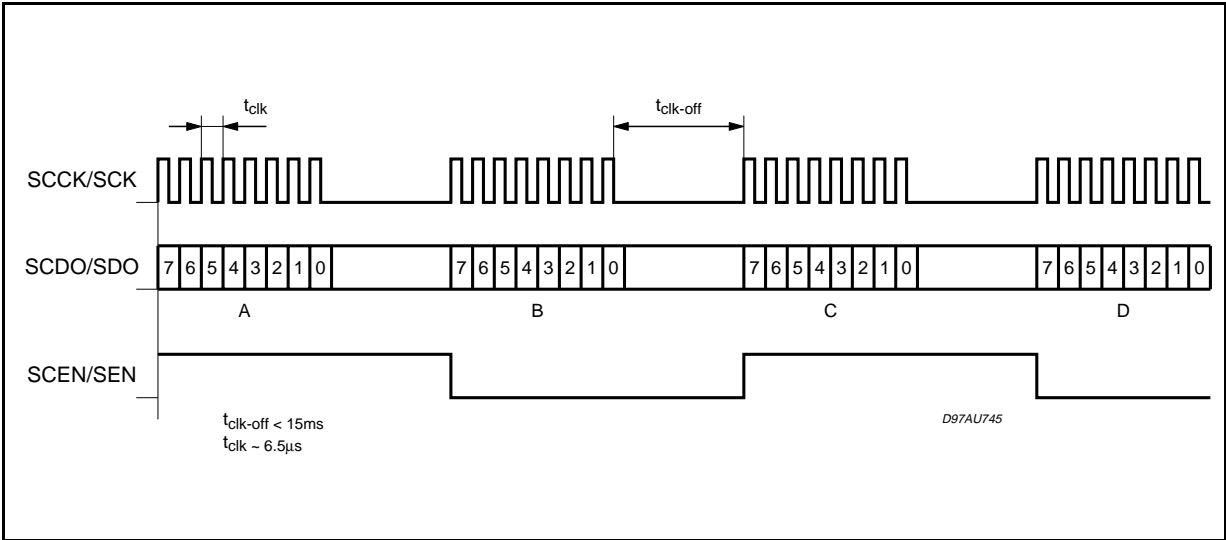 tclk
tclk-off
SCCK/SCK
SCDO/SDO
7 6 5 4 3 2 1 0
7 6 5 4 3 2 1 0
7 6 5 4 3 2 1 0
7 6 5 4 3 2 1 0
A
B
C
D
SCEN/SEN
tclk-off < 15ms
tclk ~ 6.5µs
D97AU745